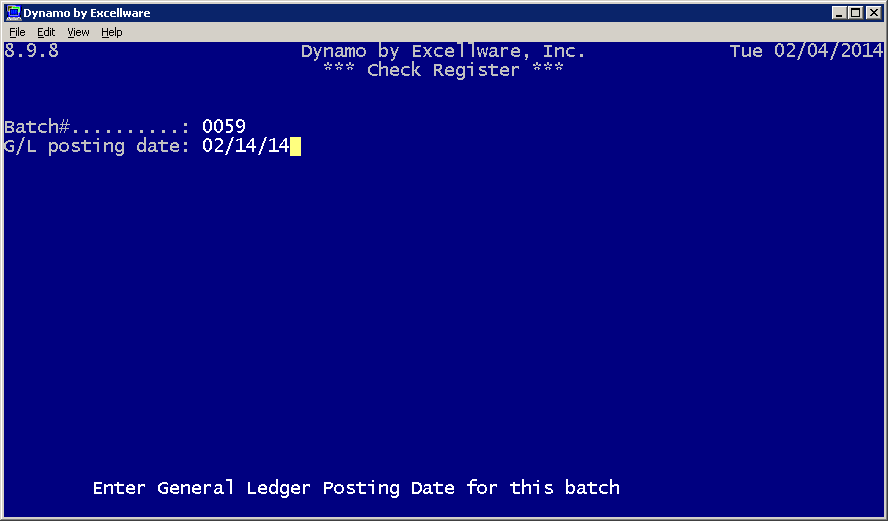 Dynamo by Excellware
File Edit View Help
8.9.8 Dynamo by Excellware, Inc. Tue 02/04/2014
*** Check Register ***
Batch#..........: 0059
G/L posting date: 02/14/14
Enter General Ledger Posting Date for this batch